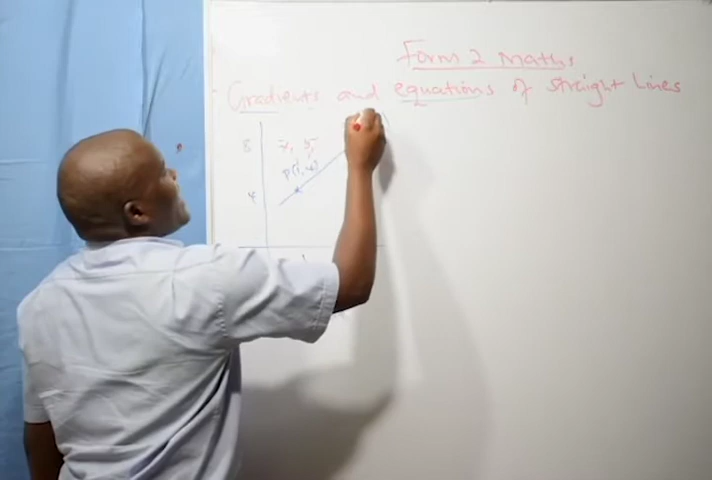 Form 2 Maths
Gradients and equations of straight Lines
8 x, y,
P(1, 4)
4